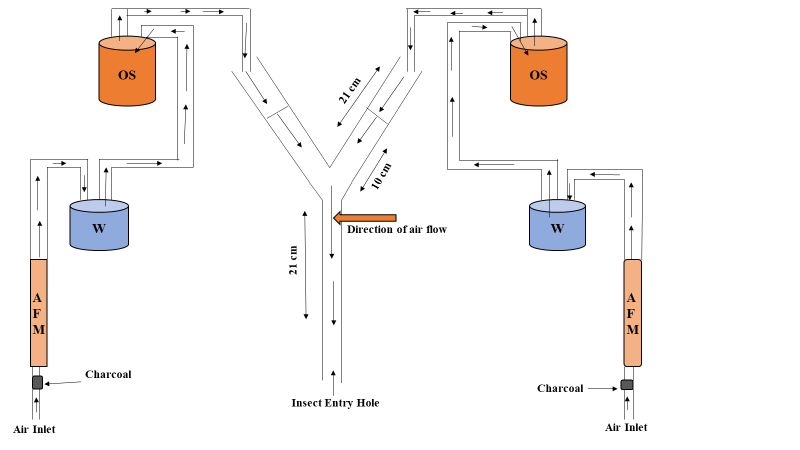 OS
OS
21 cm
10 cm
W
W
Direction of air flow
21 cm
A
F
M
A
F
M
Charcoal
Charcoal
Insect Entry Hole
Air Inlet
Air Inlet